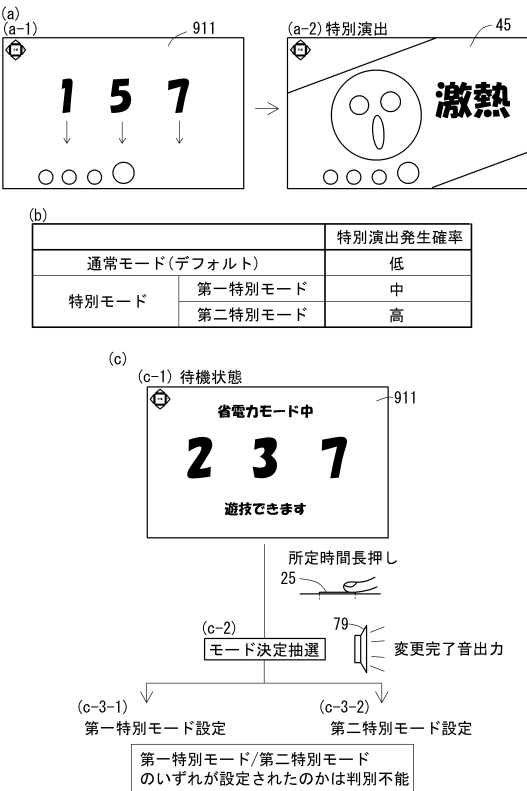 (a)
(a-1)
911
(a-2) 特別演出
45
1 5 7
激熱
(b)
特別演出発生確率
通常モード(デフォルト) 低
特別モード 第一特別モード 中
第二特別モード 高
(c)
(c-1) 待機状態
911
省電力モード中
2 3 7
遊技できます
所定時間長押し
25
(c-2)
79
モード決定抽選
変更完了音出力
(c-3-1)
第一特別モード設定
(c-3-2)
第二特別モード設定
第一特別モード/第二特別モード
のいずれが設定されたのかは判別不能